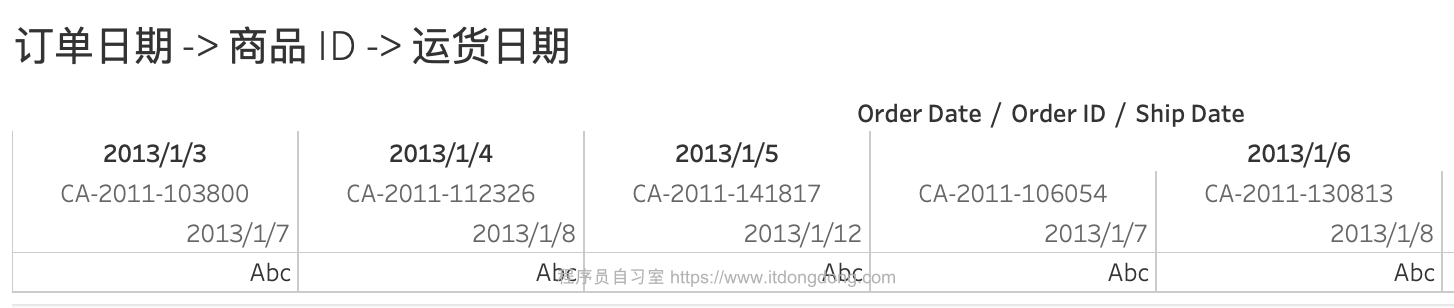 订单日期 -> 商品 ID -> 运货日期
Order Date / Order ID / Ship Date
2013/1/3 2013/1/4 2013/1/5 2013/1/6
CA-2011-103800 CA-2011-112326 CA-2011-141817 CA-2011-106054 CA-2011-130813
2013/1/7 2013/1/8 2013/1/12 2013/1/7 2013/1/8
Abc Abc Abc Abc Abc
程序员自习室 https://www.itdongdong.com